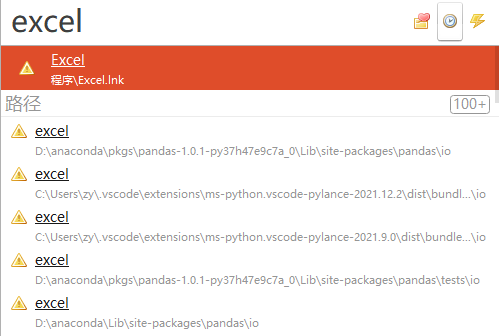 excel
Excel
程序\Excel.lnk
路径 100+
excel
D:\anaconda\pkgs\pandas-1.0.1-py37h47e9c7a_0\Lib\site-packages\pandas\io
excel
C:\Users\zy\.vscode\extensions\ms-python.vscode-pylance-2021.12.2\dist\bundl...\io
excel
C:\Users\zy\.vscode\extensions\ms-python.vscode-pylance-2021.9.0\dist\bundle...\io
excel
D:\anaconda\pkgs\pandas-1.0.1-py37h47e9c7a_0\Lib\site-packages\pandas\tests\io
excel
D:\anaconda\Lib\site-packages\pandas\io